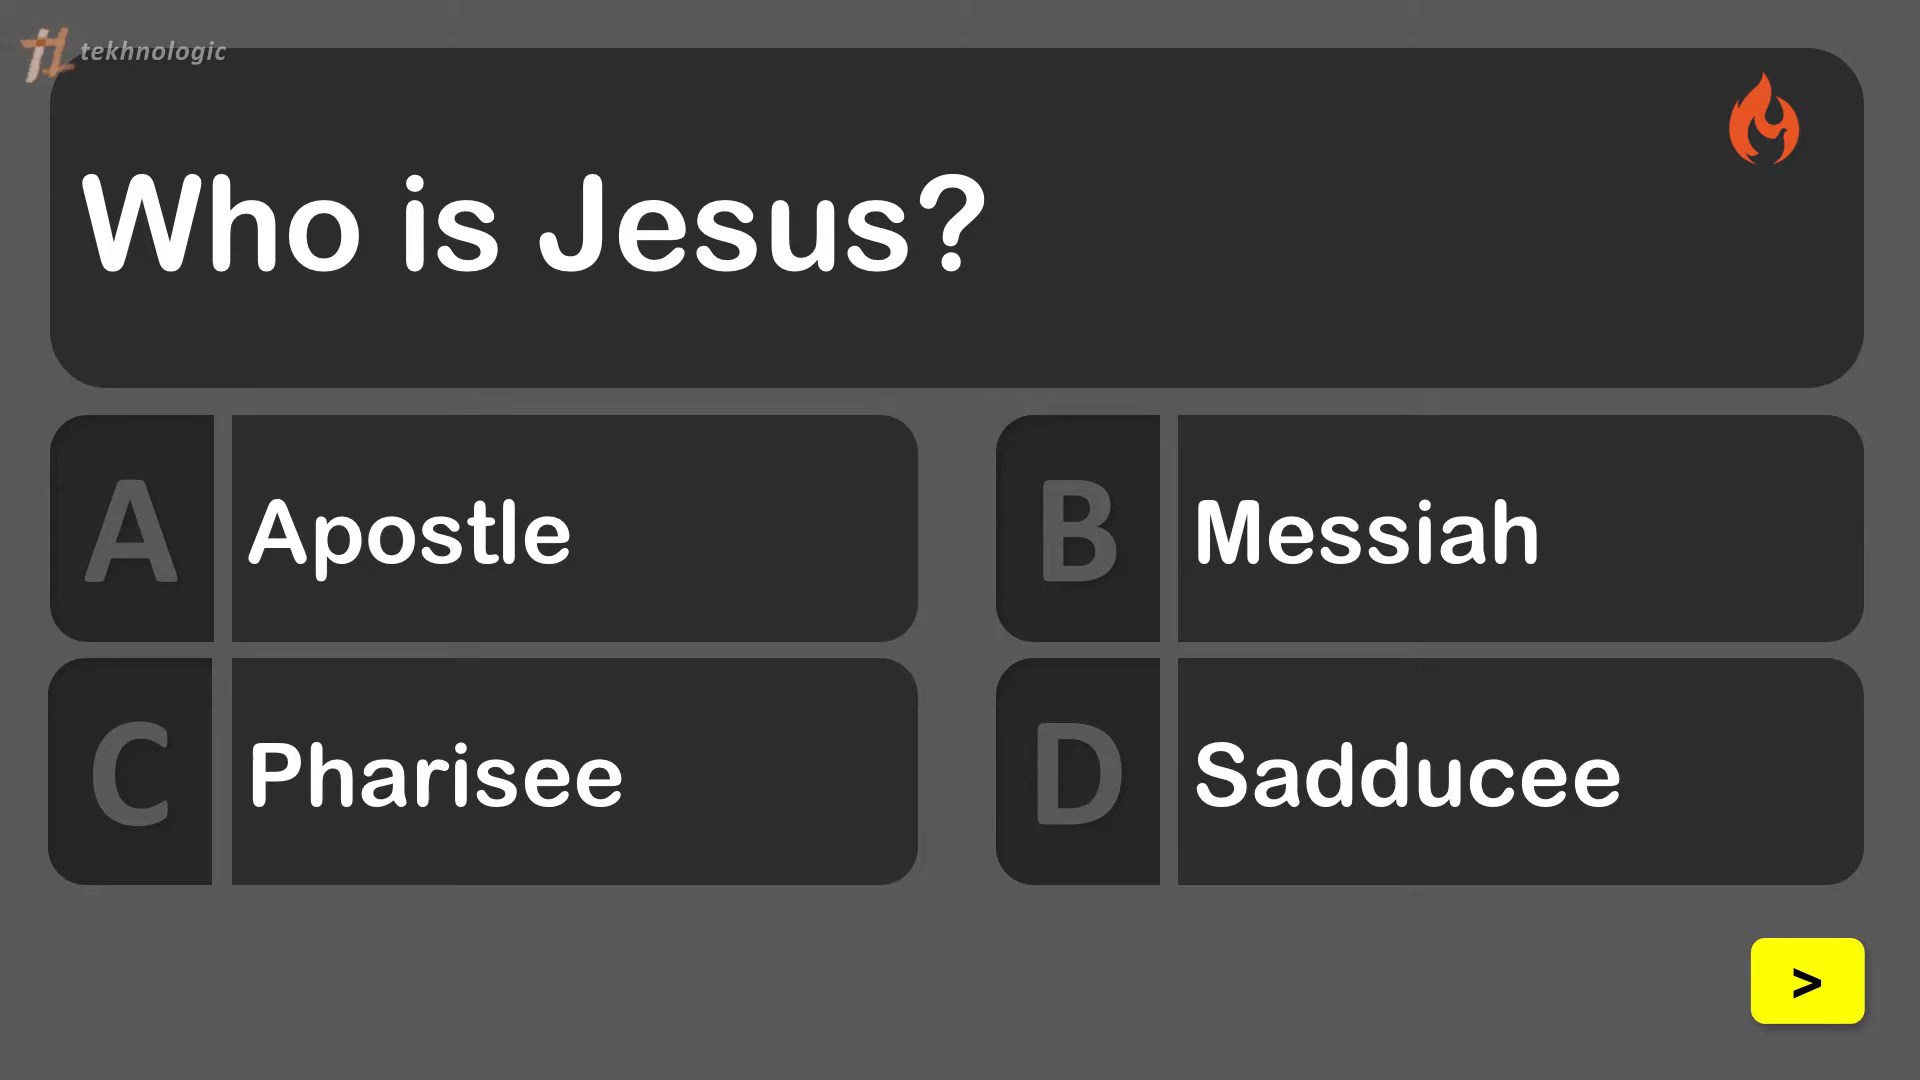 tekhnologic
Who is Jesus?
A Apostle
B Messiah
C Pharisee
D Sadducee
>